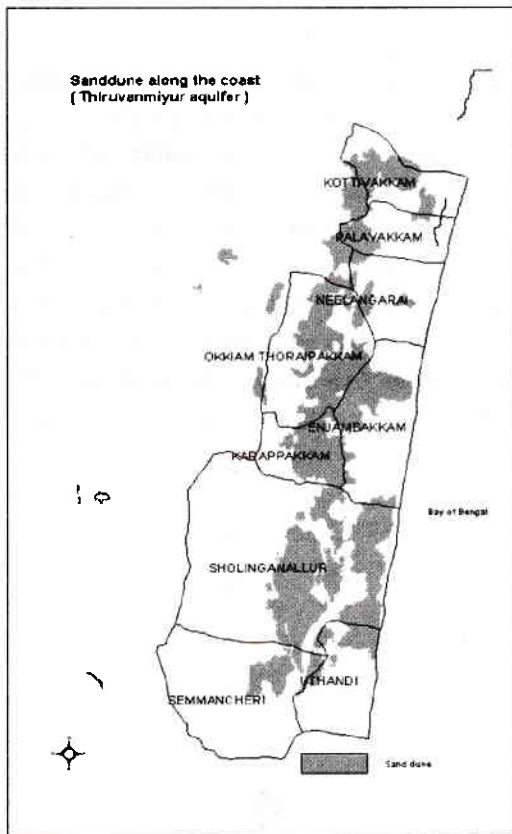 Sanddune along the coast
( Thiruvanmiyur aquifer )
KOTTIVAKKAM
PALAVAKKAM
NEELANGARAI
OKKIAM THORAIPAKKAM
ENJAMBAKKAM
KARAPPAKKAM
Bay of Bengal
SHOLINGANALLUR
UTHANDI
SEMMANCHERI
Sand dune